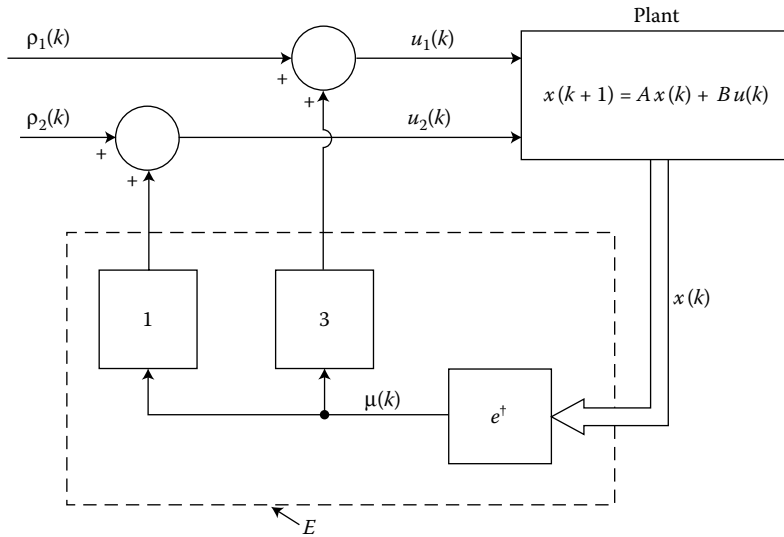 Plant
ρ₁(k)
u₁(k)
+
+
x(k + 1) = A x(k) + B u(k)
ρ₂(k)
u₂(k)
+
+
x(k)
1
3
μ(k)
e†
E